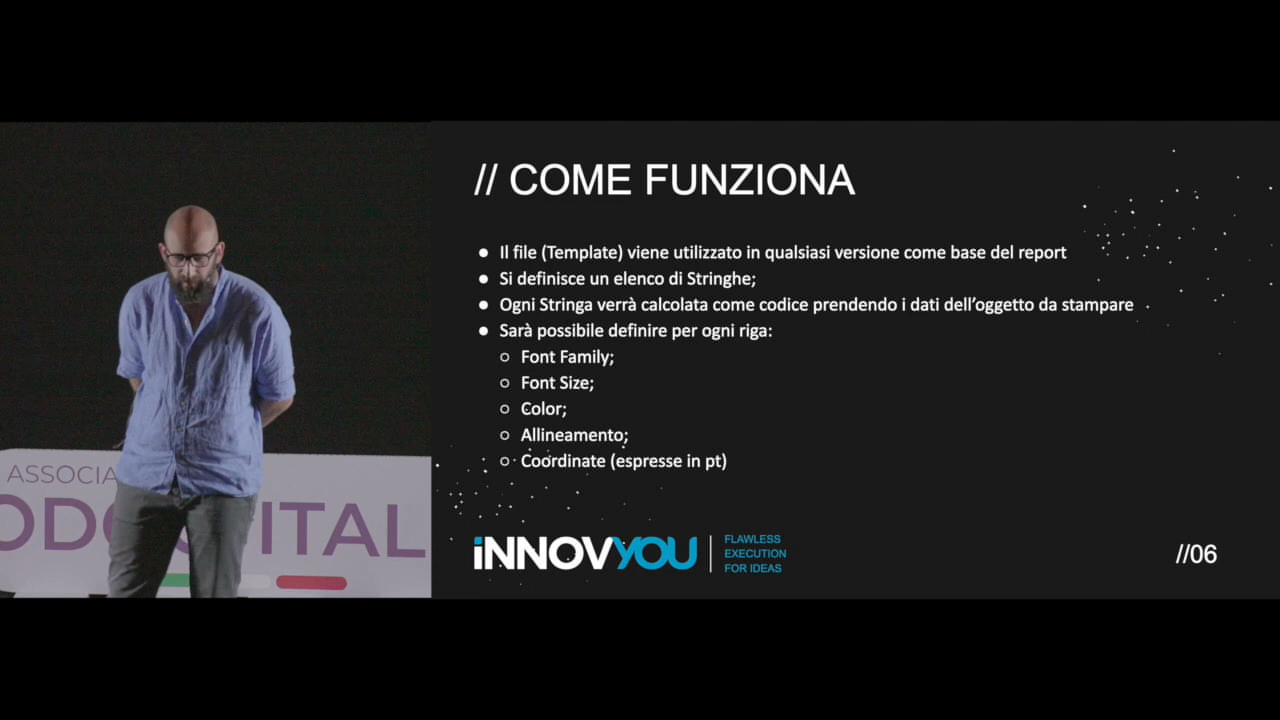 // COME FUNZIONA
● Il file (Template) viene utilizzato in qualsiasi versione come base del report
● Si definisce un elenco di Stringhe;
● Ogni Stringa verrà calcolata come codice prendendo i dati dell'oggetto da stampare
● Sarà possibile definire per ogni riga:
○ Font Family;
○ Font Size;
○ Color;
○ Allineamento;
○ Coordinate (espresse in pt)
iNNOVYOU
FLAWLESS
EXECUTION
FOR IDEAS
//06
ASSOCIA
ITAL